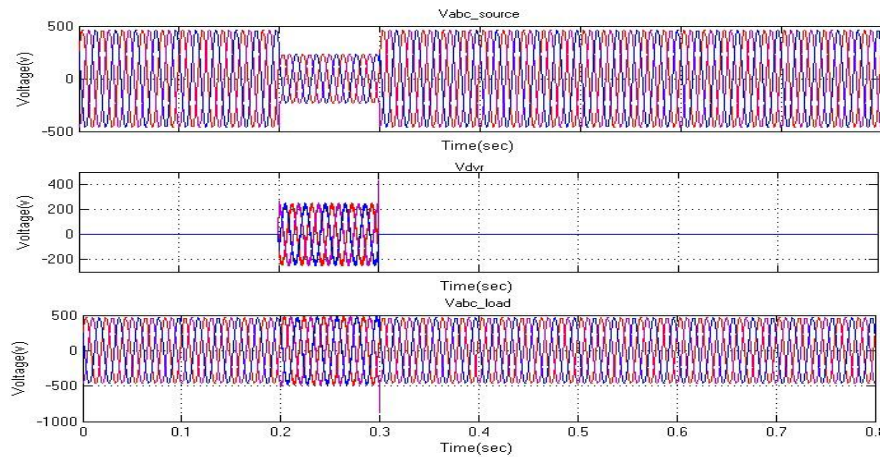 Vabc_source
500
0
-500
Voltage(v)
Time(sec)
Vdvr
400
200
0
-200
Voltage(v)
Time(sec)
Vabc_load
500
0
-500
-1000
Voltage(v)
0 0.1 0.2 0.3 0.4 0.5 0.6 0.7 0.8
Time(sec)